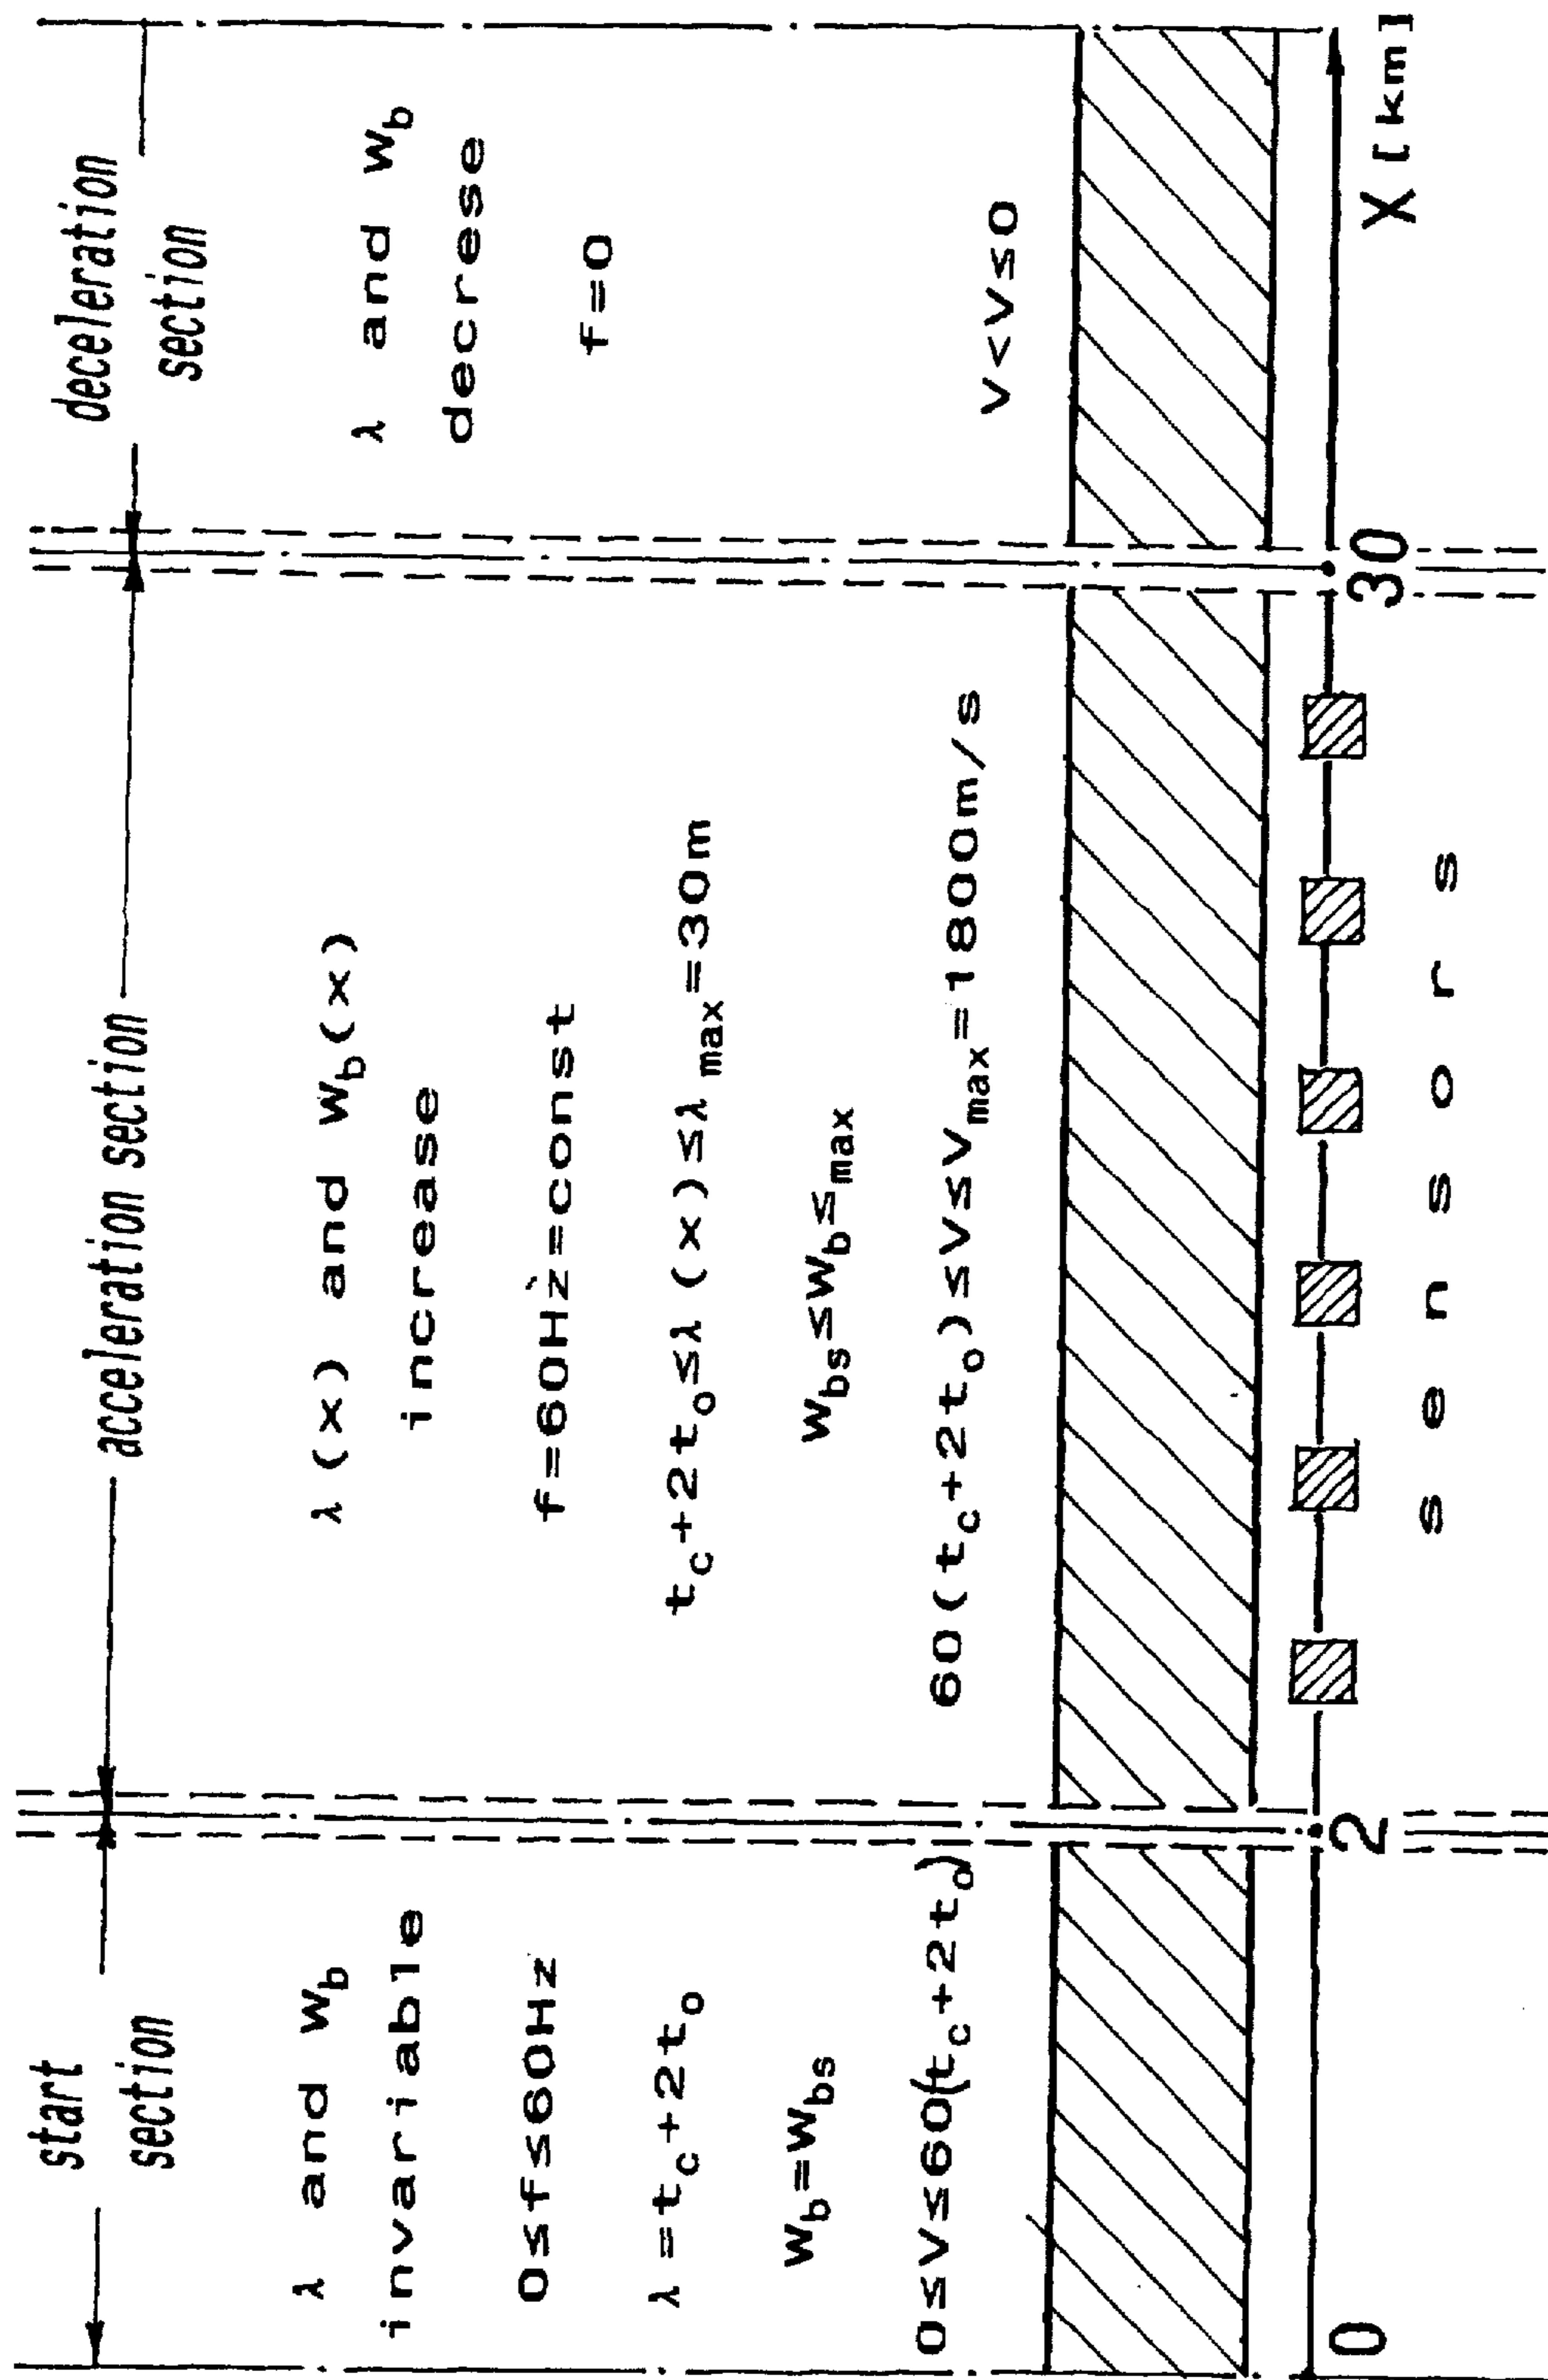 start
section
λ and w_b
invariable
0≤f≤60Hz
λ=t_c+2t_o
w_b=w_bs
0≤V≤60(t_c+2t_o)
acceleration section
λ(x) and w_b(x)
increase
f=60Hz=const
t_c+2t_o≤λ(x)≤λ_max=30m
w_bs≤w_b≤_max
60(t_c+2t_o)≤V≤V_max=1800m/s
deceleration
section
λ and w_b
decrese
f=0
V<V≤0
0
2
30
X [km]
sensors